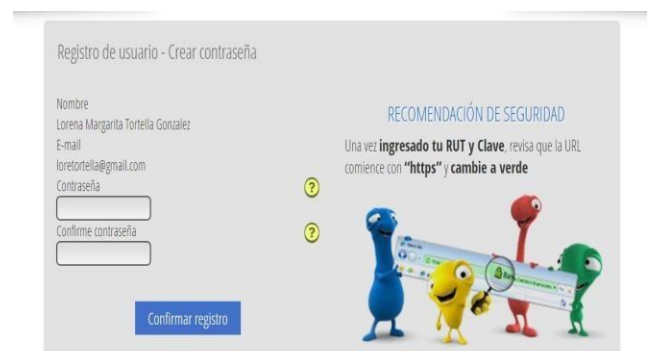 Registro de usuario - Crear contraseña
Nombre
Lorena Margarita Tortella Gonzalez
E-mail
loretortella@gmail.com
Contraseña
?
Confirme contraseña
?
Confirmar registro
RECOMENDACIÓN DE SEGURIDAD
Una vez ingresado tu RUT y Clave, revisa que la URL
comience con “https” y cambie a verde